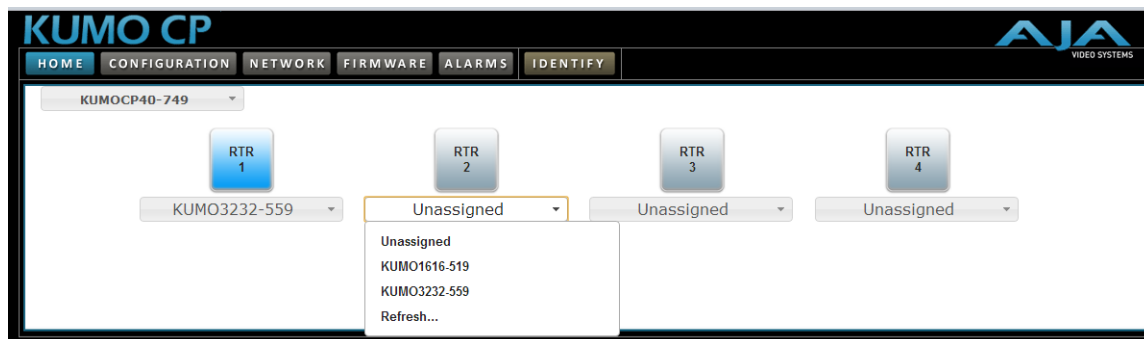 KUMO CP
AJA
VIDEO SYSTEMS
HOME CONFIGURATION NETWORK FIRMWARE ALARMS IDENTIFY
KUMOCP40-749
RTR
1
RTR
2
RTR
3
RTR
4
KUMO3232-559 Unassigned Unassigned Unassigned
Unassigned
KUMO1616-519
KUMO3232-559
Refresh...